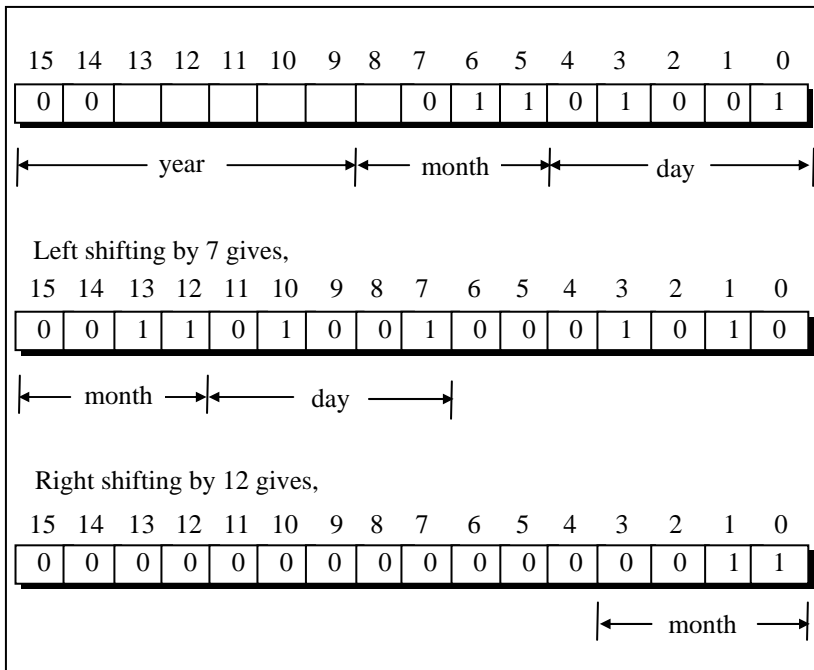 15 14 13 12 11 10 9 8 7 6 5 4 3 2 1 0
0 0 0 1 1 0 1 0 0 1
year month day
Left shifting by 7 gives,
15 14 13 12 11 10 9 8 7 6 5 4 3 2 1 0
0 0 1 1 0 1 0 0 1 0 0 0 1 0 1 0
month day
Right shifting by 12 gives,
15 14 13 12 11 10 9 8 7 6 5 4 3 2 1 0
0 0 0 0 0 0 0 0 0 0 0 0 0 0 1 1
month